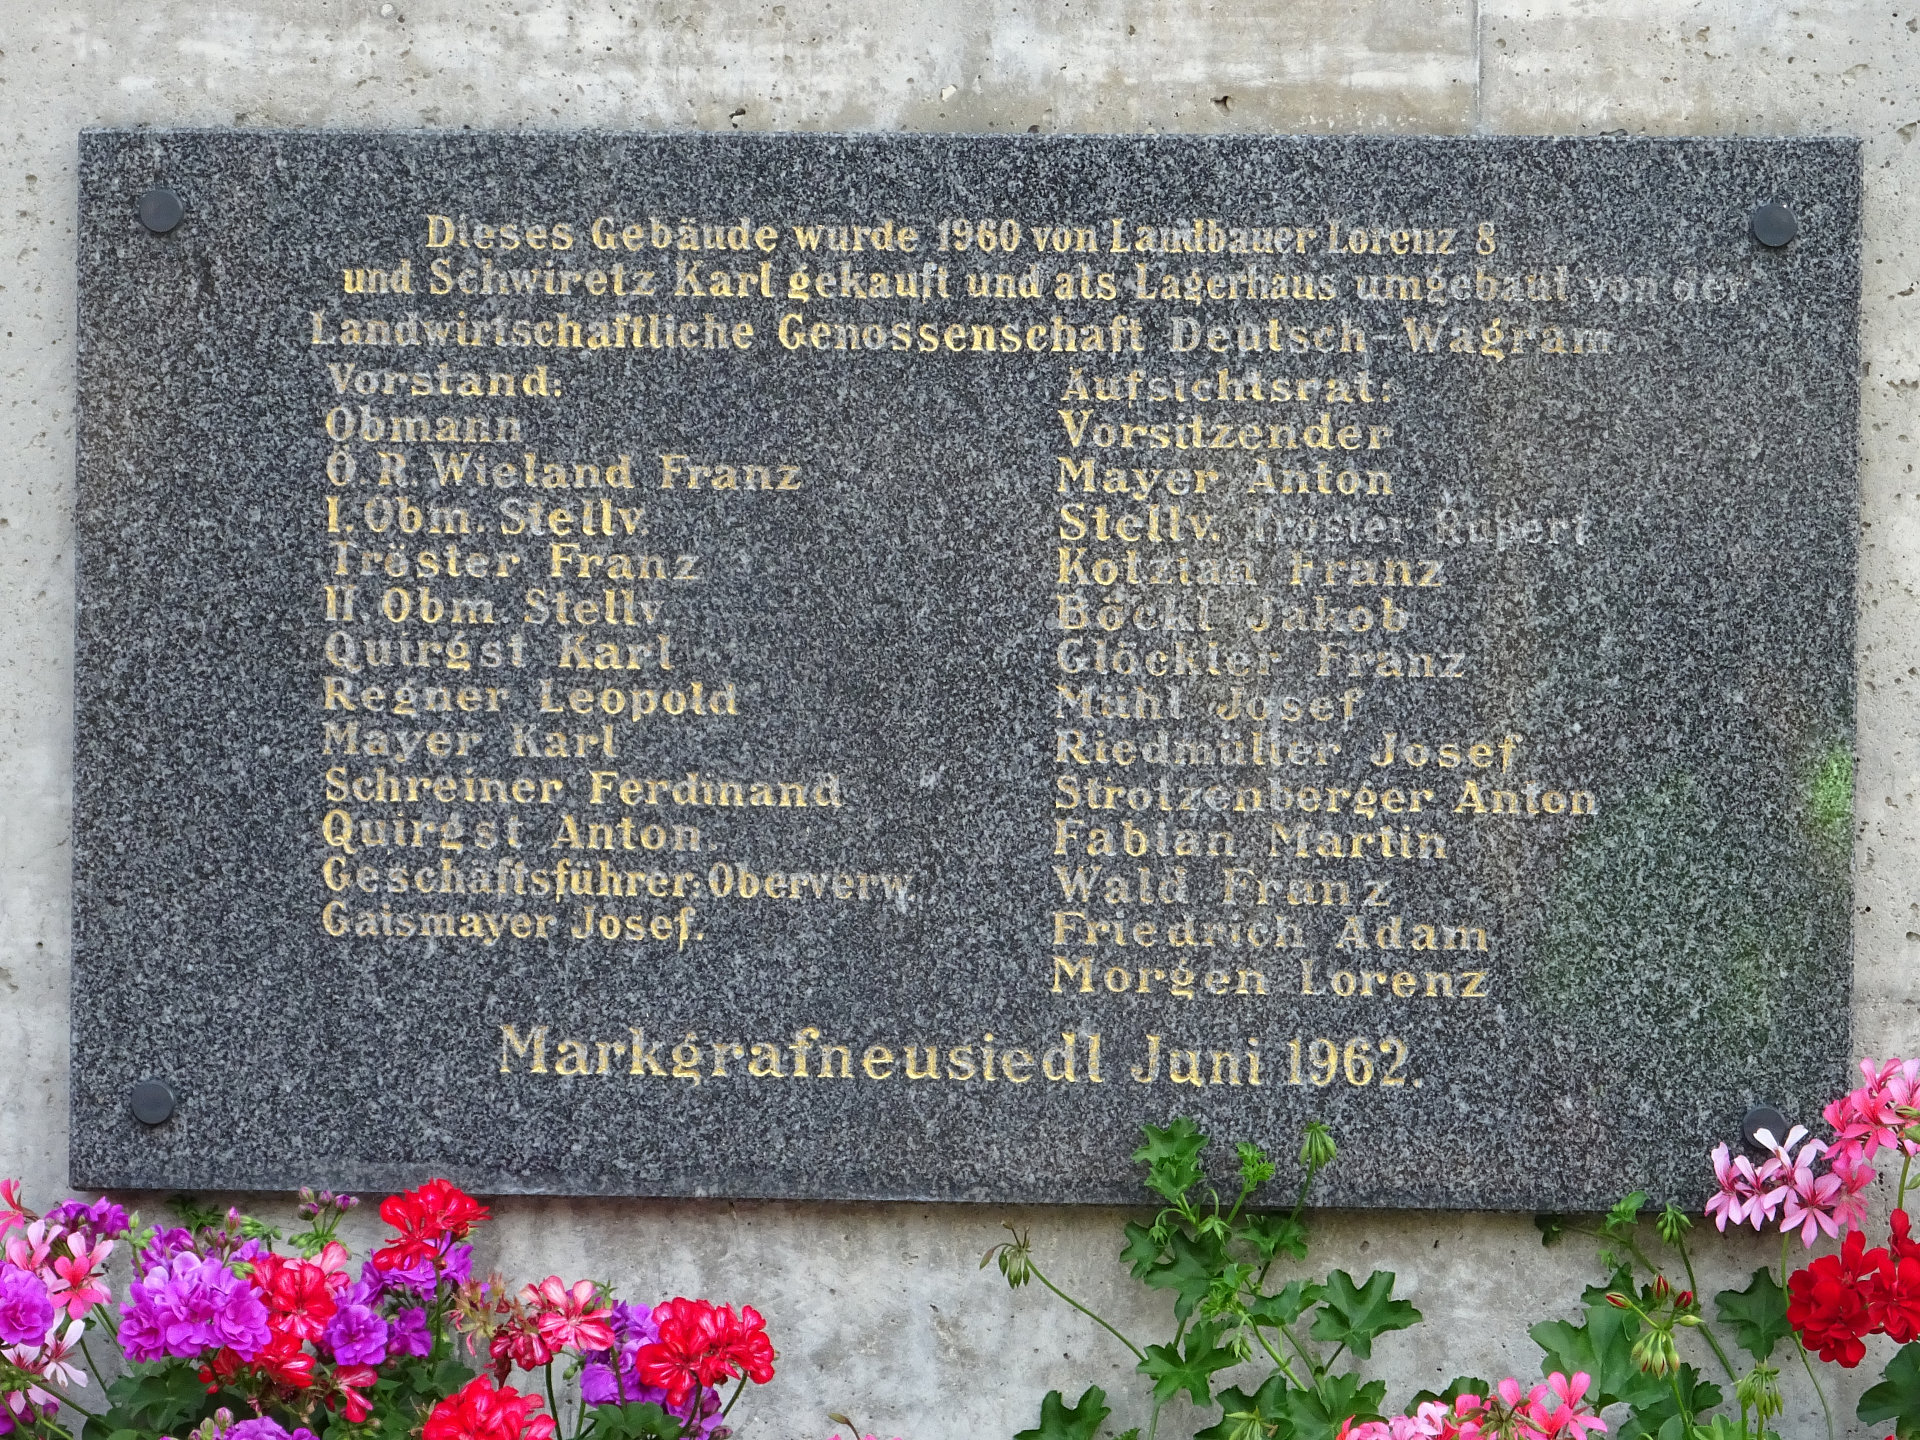 Dieses Gebäude wurde 1960 von Landbauer Lorenz 8
und Schwiretz Karl gekauft und als Lagerhaus umgebaut von der
Landwirtschaftliche Genossenschaft Deutsch-Wagram
Vorstand:
Obmann
Ö.R. Wieland Franz
I. Obm. Stellv.
Tröster Franz
II. Obm. Stellv.
Quirgst Karl
Regner Leopold
Mayer Karl
Schreiner Ferdinand
Quirgst Anton.
Geschäftsführer: Oberverw.
Gaismayer Josef.
Aufsichtsrat:
Vorsitzender
Mayer Anton
Stellv. Tröster Rupert
Kotzian Franz
Böckl Jakob
Glöckler Franz
Mühl Josef
Riedmüller Josef
Strotzenberger Anton
Fabian Martin
Wald Franz
Friedrich Adam
Morgen Lorenz
Markgrafneusiedl Juni 1962.